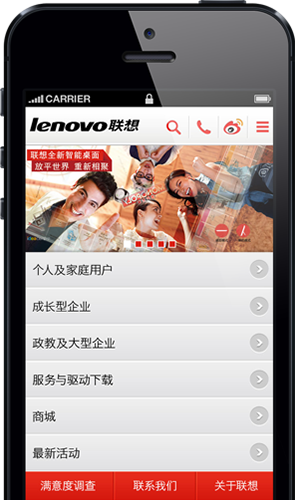 CARRIER
lenovo联想
联想全新智能桌面
放平世界 重新相聚
个人及家庭用户
成长型企业
政教及大型企业
服务与驱动下载
商城
最新活动
满意度调查 联系我们 关于联想